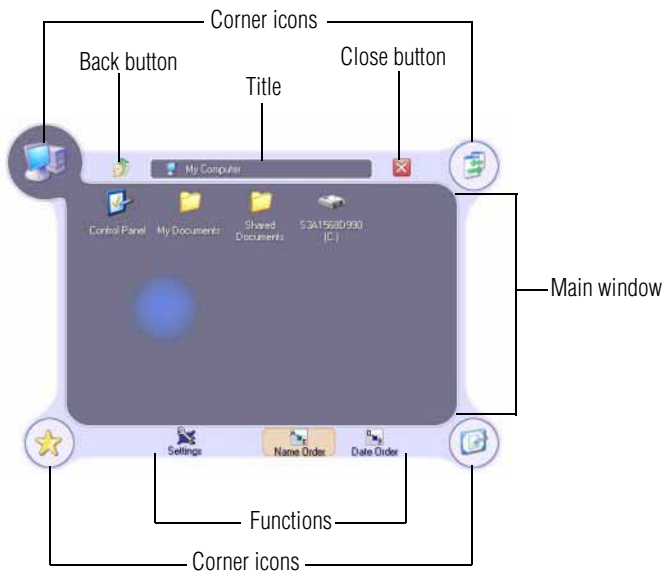 Corner icons
Back button
Close button
Title
My Computer
Control Panel
My Documents
Shared
Documents
S3A1568D990
(C:)
Main window
Settings
Name Order
Date Order
Functions
Corner icons